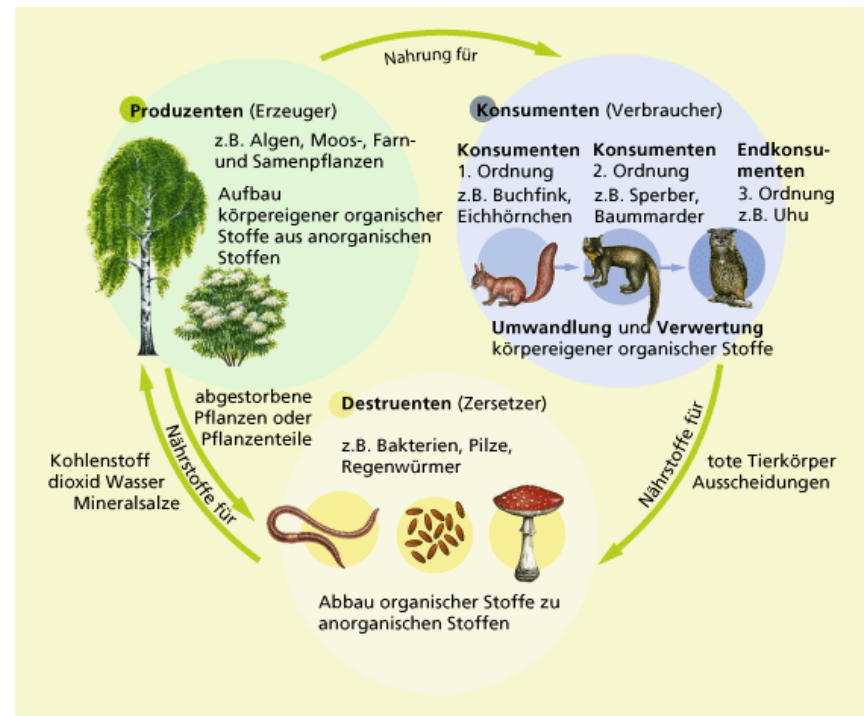 Nahrung für
Produzenten (Erzeuger)
z.B. Algen, Moos-, Farn-
und Samenpflanzen
Aufbau
körpereigener organischer
Stoffe aus anorganischen
Stoffen
Konsumenten (Verbraucher)
Konsumenten
1. Ordnung
z.B. Buchfink,
Eichhörnchen
Konsumenten
2. Ordnung
z.B. Sperber,
Baummarder
Endkonsu-
menten
3. Ordnung
z.B. Uhu
Umwandlung und Verwertung
körpereigener organischer Stoffe
abgestorbene
Pflanzen oder
Pflanzenteile
Nährstoffe für
Kohlenstoff
dioxid Wasser
Mineralsalze
Destruenten (Zersetzer)
z.B. Bakterien, Pilze,
Regenwürmer
Abbau organischer Stoffe zu
anorganischen Stoffen
Nährstoffe für
tote Tierkörper
Ausscheidungen